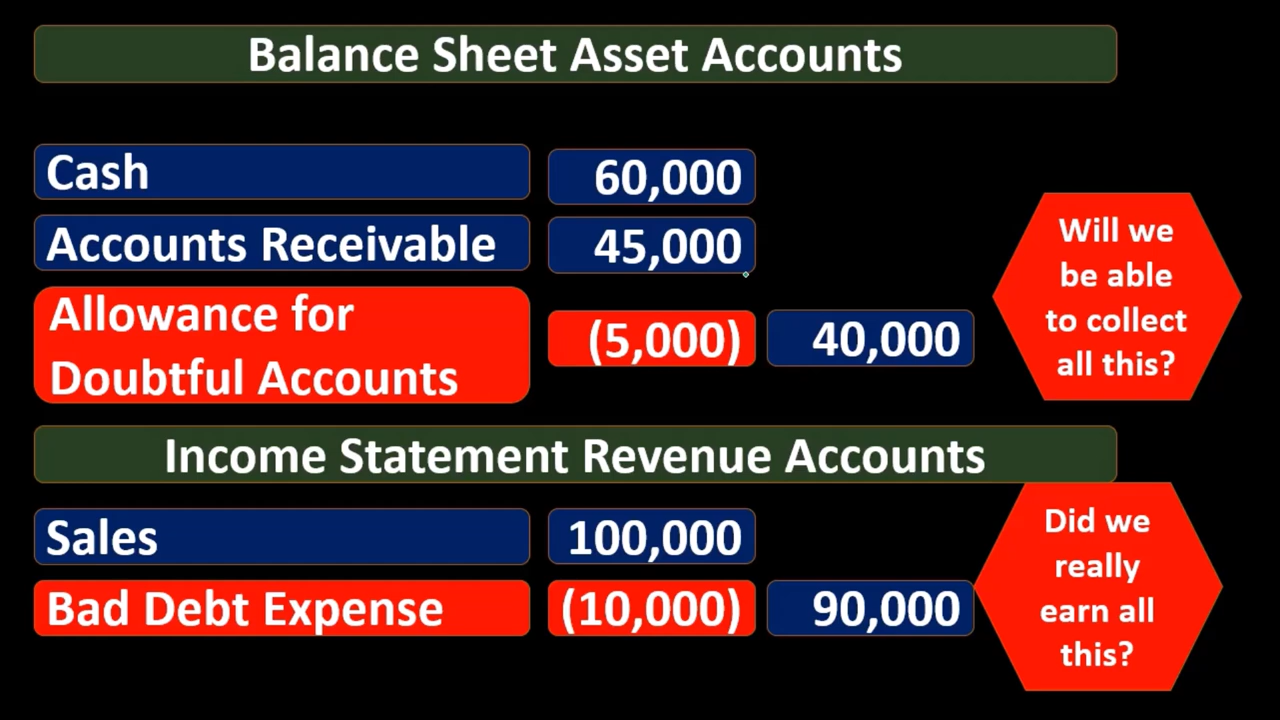 Balance Sheet Asset Accounts
Cash 60,000
Accounts Receivable 45,000
Allowance for
Doubtful Accounts (5,000) 40,000
Will we
be able
to collect
all this?
Income Statement Revenue Accounts
Sales 100,000
Bad Debt Expense (10,000) 90,000
Did we
really
earn all
this?